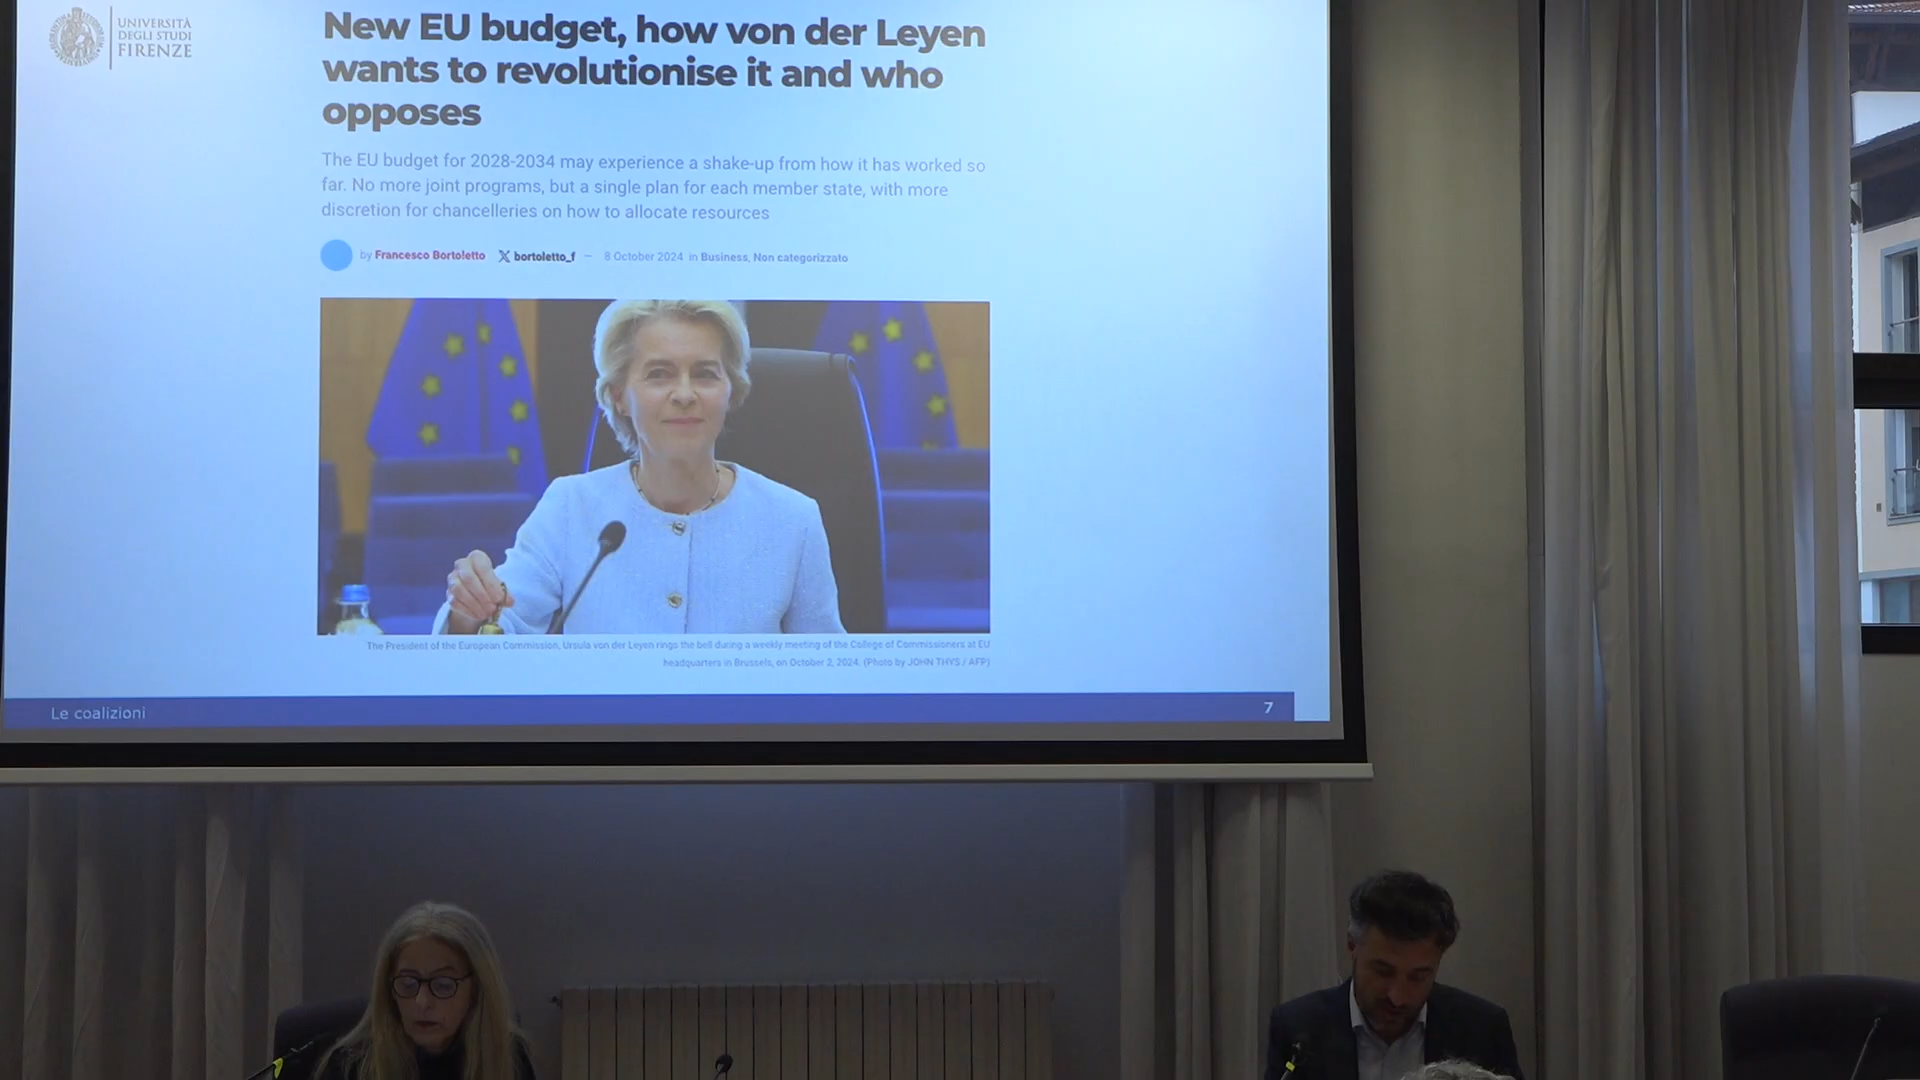 UNIVERSITÀ
DEGLI STUDI
FIRENZE
New EU budget, how von der Leyen
wants to revolutionise it and who
opposes
The EU budget for 2028-2034 may experience a shake-up from how it has worked so
far. No more joint programs, but a single plan for each member state, with more
discretion for chancelleries on how to allocate resources
by Francesco Bortoletto X bortoletto_f — 8 October 2024 in Business, Non categorizzato
The President of the European Commission, Ursula von der Leyen rings the bell during a weekly meeting of the College of Commissioners at EU
headquarters in Brussels, on October 2, 2024. (Photo by JOHN THYS / AFP)
Le coalizioni
7